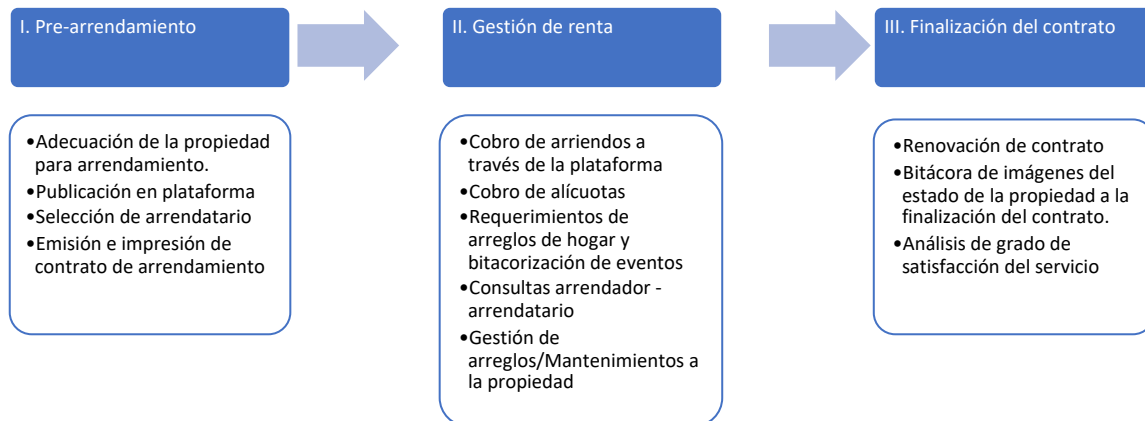 I. Pre-arrendamiento
•Adecuación de la propiedad
para arrendamiento.
•Publicación en plataforma
•Selección de arrendatario
•Emisión e impresión de
contrato de arrendamiento
II. Gestión de renta
•Cobro de arriendos a
través de la plataforma
•Cobro de alícuotas
•Requerimientos de
arreglos de hogar y
bitacorización de eventos
•Consultas arrendador -
arrendatario
•Gestión de
arreglos/Mantenimientos a
la propiedad
III. Finalización del contrato
•Renovación de contrato
•Bitácora de imágenes del
estado de la propiedad a la
finalización del contrato.
•Análisis de grado de
satisfacción del servicio